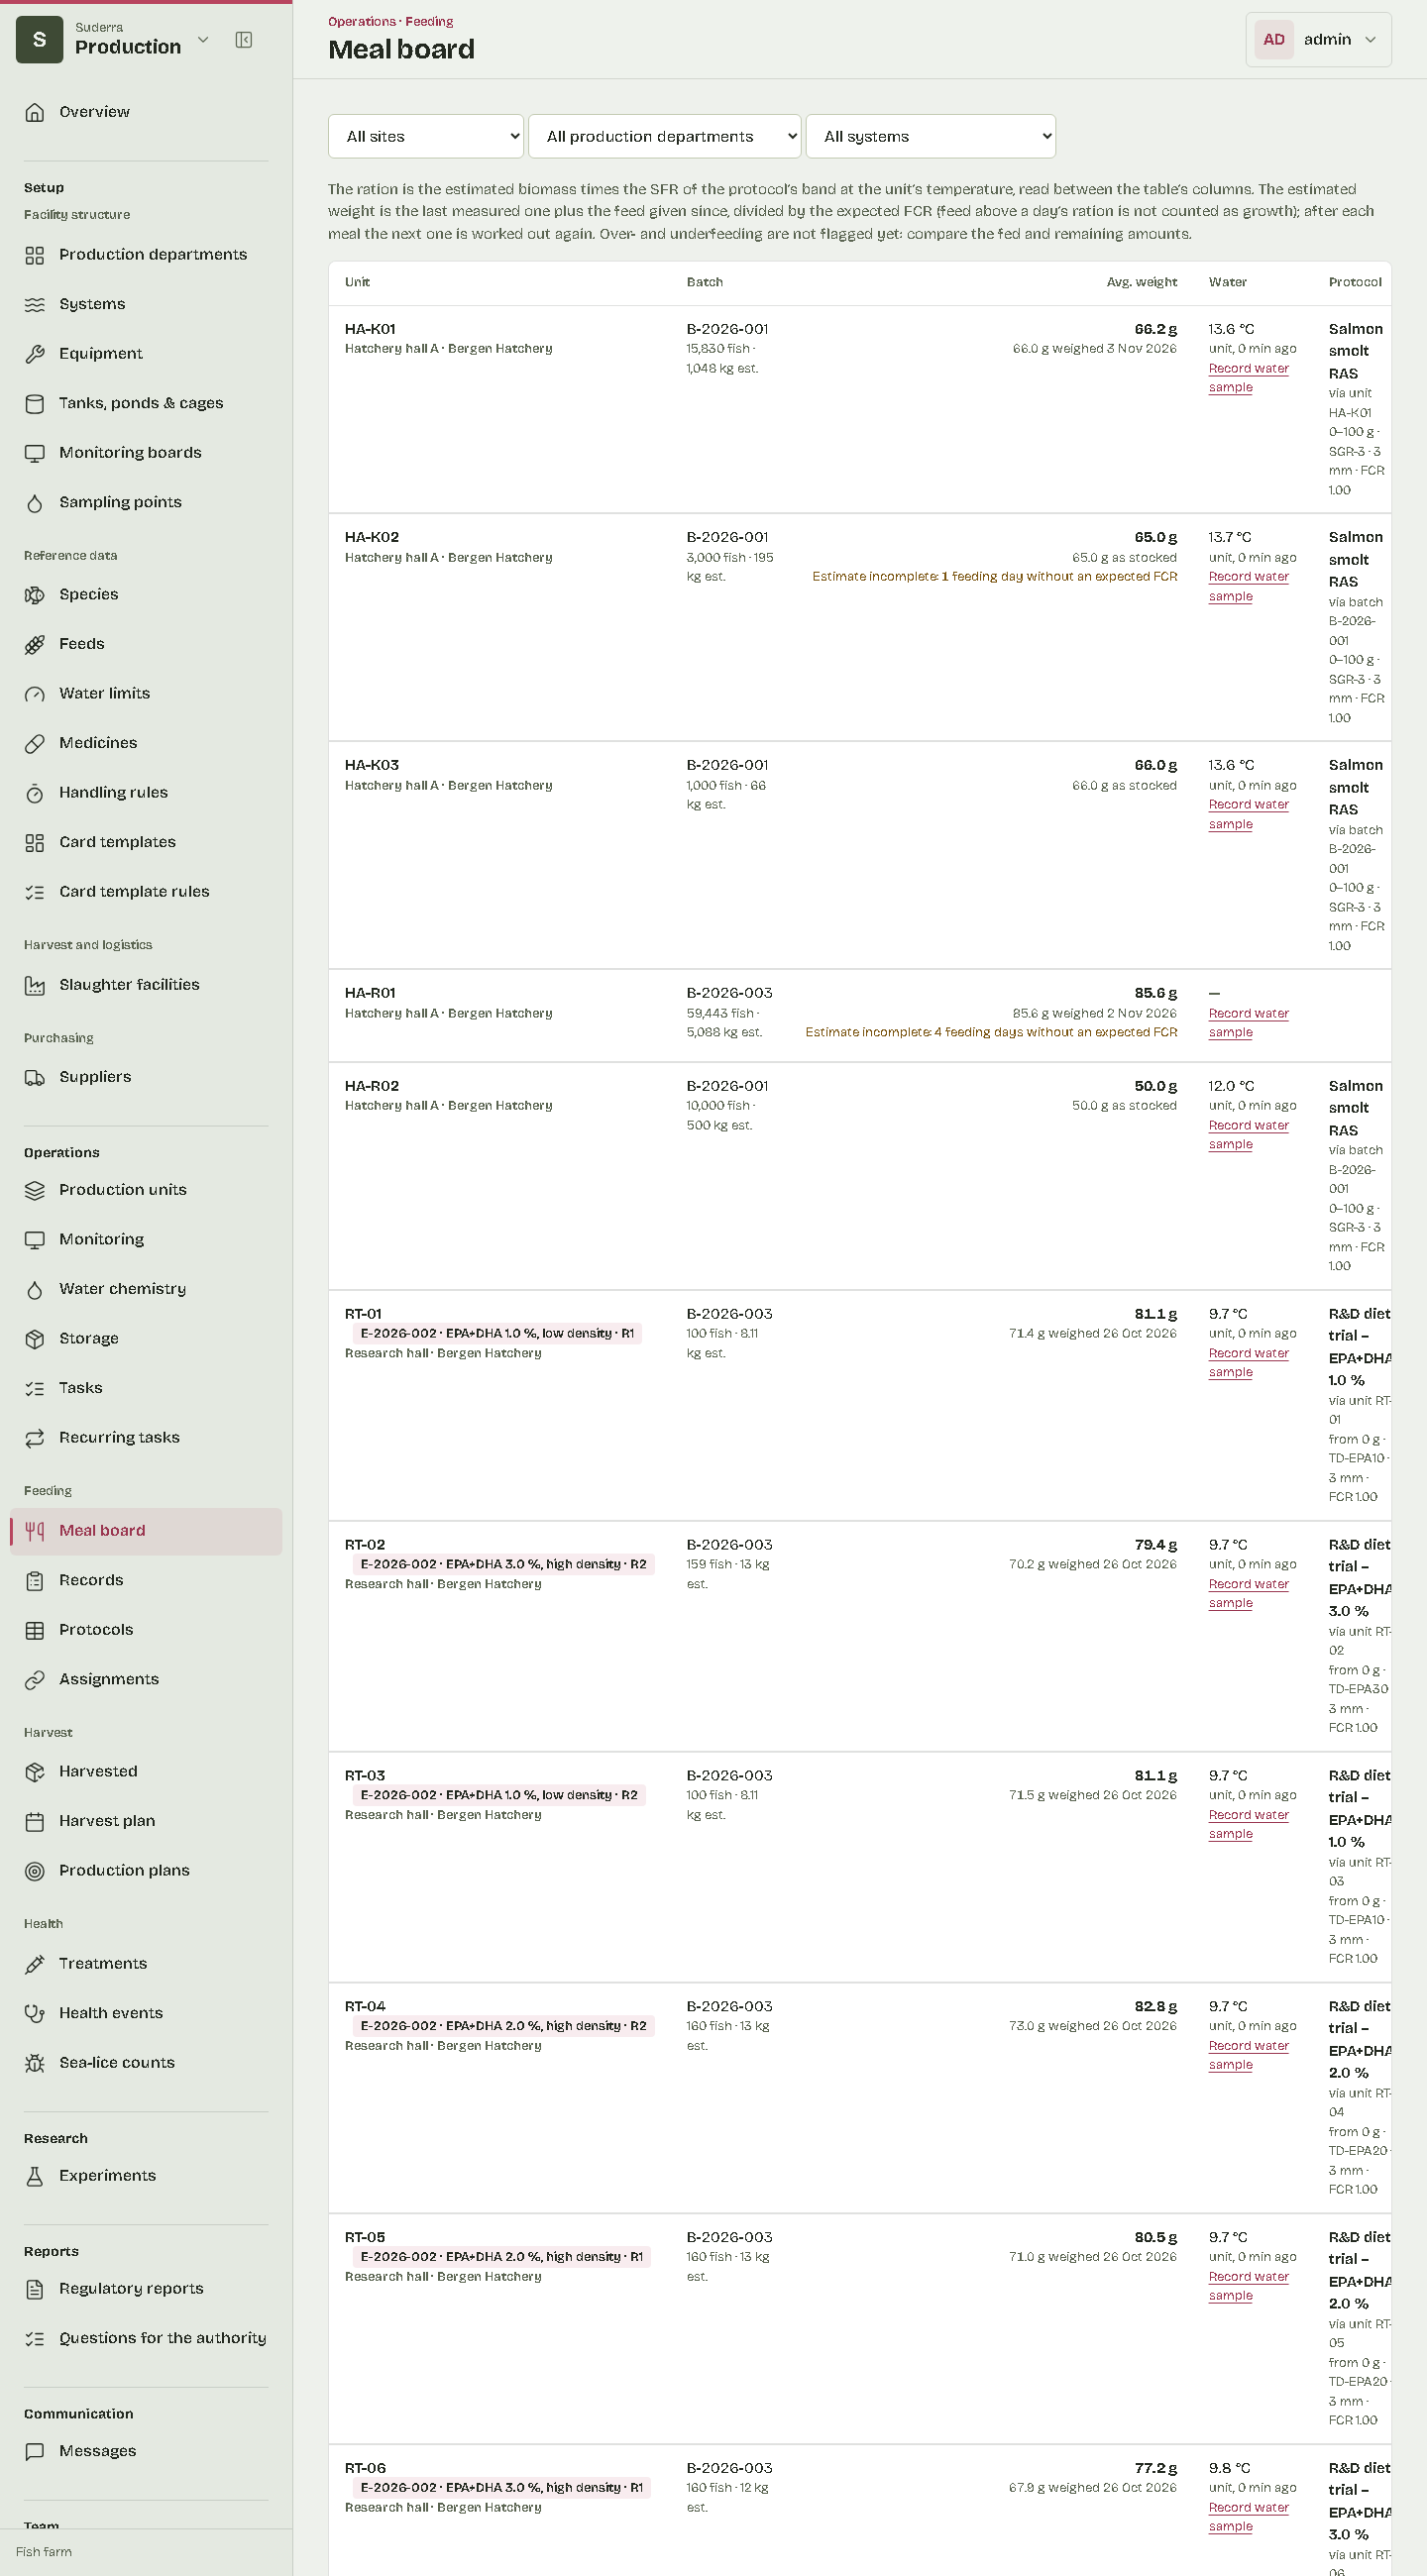 S
Suderra
Production
Overview
Setup
Facility structure
Production departments
Systems
Equipment
Tanks, ponds & cages
Monitoring boards
Sampling points
Reference data
Species
Feeds
Water limits
Medicines
Handling rules
Card templates
Card template rules
Harvest and logistics
Slaughter facilities
Purchasing
Suppliers
Operations
Production units
Monitoring
Water chemistry
Storage
Tasks
Recurring tasks
Feeding
Meal board
Records
Protocols
Assignments
Harvest
Harvested
Harvest plan
Production plans
Health
Treatments
Health events
Sea-lice counts
Research
Experiments
Reports
Regulatory reports
Questions for the authority
Communication
Messages
Team
Fish farm
Operations · Feeding
Meal board
AD admin
All sites
All production departments
All systems
The ration is the estimated biomass times the SFR of the protocol's band at the unit's temperature, read between the table's columns. The estimated
weight is the last measured one plus the feed given since, divided by the expected FCR (feed above a day's ration is not counted as growth); after each
meal the next one is worked out again. Over- and underfeeding are not flagged yet: compare the fed and remaining amounts.
Unit Batch Avg. weight Water Protocol
HA-K01
Hatchery hall A · Bergen Hatchery
B-2026-001
15,830 fish ·
1,048 kg est.
66.2 g
66.0 g weighed 3 Nov 2026
13.6 °C
unit, 0 min ago
Record water
sample
Salmon
smolt
RAS
via unit
HA-K01
0–100 g ·
SGR-3 · 3
mm · FCR
1.00
HA-K02
Hatchery hall A · Bergen Hatchery
B-2026-001
3,000 fish · 195
kg est.
65.0 g
65.0 g as stocked
Estimate incomplete: 1 feeding day without an expected FCR
13.7 °C
unit, 0 min ago
Record water
sample
Salmon
smolt
RAS
via batch
B-2026-
001
0–100 g ·
SGR-3 · 3
mm · FCR
1.00
HA-K03
Hatchery hall A · Bergen Hatchery
B-2026-001
1,000 fish · 66
kg est.
66.0 g
66.0 g as stocked
13.6 °C
unit, 0 min ago
Record water
sample
Salmon
smolt
RAS
via batch
B-2026-
001
0–100 g ·
SGR-3 · 3
mm · FCR
1.00
HA-R01
Hatchery hall A · Bergen Hatchery
B-2026-003
59,443 fish ·
5,088 kg est.
85.6 g
85.6 g weighed 2 Nov 2026
Estimate incomplete: 4 feeding days without an expected FCR
—
Record water
sample
HA-R02
Hatchery hall A · Bergen Hatchery
B-2026-001
10,000 fish ·
500 kg est.
50.0 g
50.0 g as stocked
12.0 °C
unit, 0 min ago
Record water
sample
Salmon
smolt
RAS
via batch
B-2026-
001
0–100 g ·
SGR-3 · 3
mm · FCR
1.00
RT-01
E-2026-002 · EPA+DHA 1.0 %, low density · R1
Research hall · Bergen Hatchery
B-2026-003
100 fish · 8.11
kg est.
81.1 g
71.4 g weighed 26 Oct 2026
9.7 °C
unit, 0 min ago
Record water
sample
R&D diet
trial –
EPA+DHA
1.0 %
via unit RT-
01
from 0 g ·
TD-EPA10 ·
3 mm ·
FCR 1.00
RT-02
E-2026-002 · EPA+DHA 3.0 %, high density · R2
Research hall · Bergen Hatchery
B-2026-003
159 fish · 13 kg
est.
79.4 g
70.2 g weighed 26 Oct 2026
9.7 °C
unit, 0 min ago
Record water
sample
R&D diet
trial –
EPA+DHA
3.0 %
via unit RT-
02
from 0 g ·
TD-EPA30
3 mm ·
FCR 1.00
RT-03
E-2026-002 · EPA+DHA 1.0 %, low density · R2
Research hall · Bergen Hatchery
B-2026-003
100 fish · 8.11
kg est.
81.1 g
71.5 g weighed 26 Oct 2026
9.7 °C
unit, 0 min ago
Record water
sample
R&D diet
trial –
EPA+DHA
1.0 %
via unit RT-
03
from 0 g ·
TD-EPA10 ·
3 mm ·
FCR 1.00
RT-04
E-2026-002 · EPA+DHA 2.0 %, high density · R2
Research hall · Bergen Hatchery
B-2026-003
160 fish · 13 kg
est.
82.8 g
73.0 g weighed 26 Oct 2026
9.7 °C
unit, 0 min ago
Record water
sample
R&D diet
trial –
EPA+DHA
2.0 %
via unit RT-
04
from 0 g ·
TD-EPA20 ·
3 mm ·
FCR 1.00
RT-05
E-2026-002 · EPA+DHA 2.0 %, high density · R1
Research hall · Bergen Hatchery
B-2026-003
160 fish · 13 kg
est.
80.5 g
71.0 g weighed 26 Oct 2026
9.7 °C
unit, 0 min ago
Record water
sample
R&D diet
trial –
EPA+DHA
2.0 %
via unit RT-
05
from 0 g ·
TD-EPA20 ·
3 mm ·
FCR 1.00
RT-06
E-2026-002 · EPA+DHA 3.0 %, high density · R1
Research hall · Bergen Hatchery
B-2026-003
160 fish · 12 kg
est.
77.2 g
67.9 g weighed 26 Oct 2026
9.8 °C
unit, 0 min ago
Record water
sample
R&D diet
trial –
EPA+DHA
3.0 %
via unit RT-
06